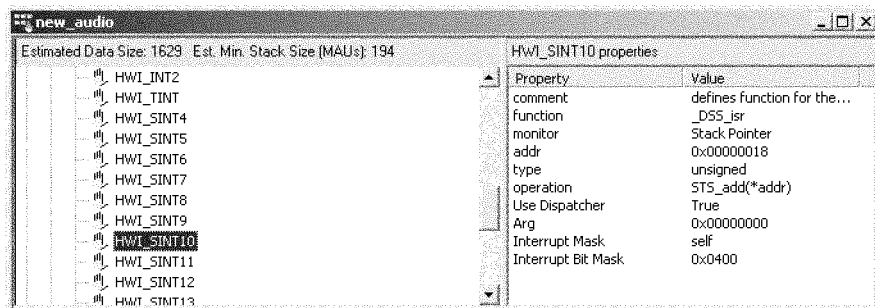 new_audio
Estimated Data Size: 1629 Est. Min. Stack Size (MAUs): 194
HWI_INT2
HWI_TINT
HWI_SINT4
HWI_SINT5
HWI_SINT6
HWI_SINT7
HWI_SINT8
HWI_SINT9
HWI_SINT10
HWI_SINT11
HWI_SINT12
HWI_SINT13
HWI_SINT10 properties
Property Value
comment defines function for the...
function _DSS_isr
monitor Stack Pointer
addr 0x00000018
type unsigned
operation STS_add(*addr)
Use Dispatcher True
Arg 0x00000000
Interrupt Mask self
Interrupt Bit Mask 0x0400